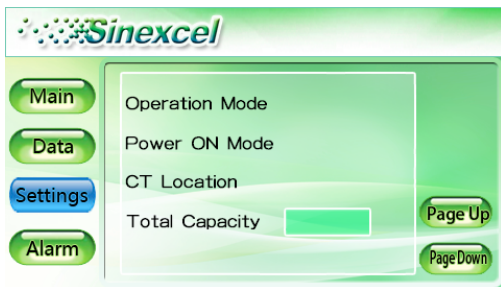 Sinexcel
Main
Data
Settings
Alarm
Operation Mode
Power ON Mode
CT Location
Total Capacity
Page Up
Page Down